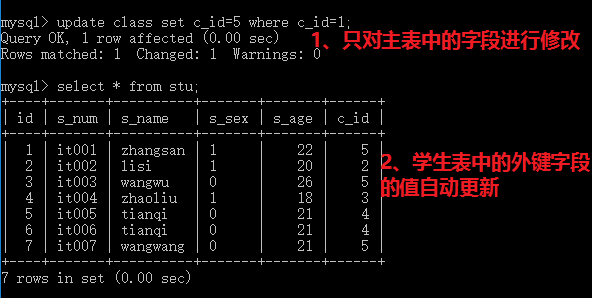 mysql> update class set c_id=5 where c_id=1;
Query OK, 1 row affected (0.00 sec)
Rows matched: 1  Changed: 1  Warnings: 0
1、只对主表中的字段进行修改
mysql> select * from stu;
+----+-------+----------+-------+-------+------+
| id | s_num | s_name   | s_sex | s_age | c_id |
+----+-------+----------+-------+-------+------+
|  1 | it001 | zhangsan | 1     |    22 |    5 |
|  2 | it002 | lisi     | 1     |    20 |    2 |
|  3 | it003 | wangwu   | 0     |    26 |    5 |
|  4 | it004 | zhaoliu  | 1     |    18 |    3 |
|  5 | it005 | tianqi   | 0     |    21 |    4 |
|  6 | it006 | tianqi   | 0     |    21 |    4 |
|  7 | it007 | wangwang | 0     |    21 |    5 |
+----+-------+----------+-------+-------+------+
2、学生表中的外键字段
的值自动更新
7 rows in set (0.00 sec)